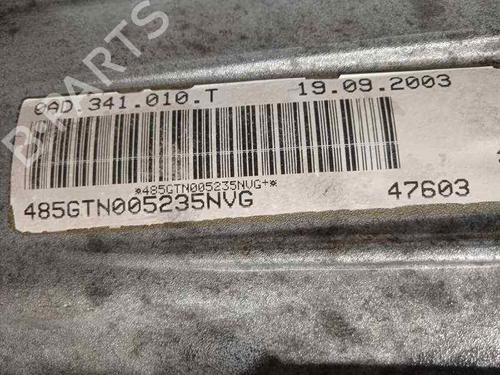 B-PARTS
0AD.341.010.T 19.09.2003
*485GTN005235NVG+*
485GTN005235NVG 47603